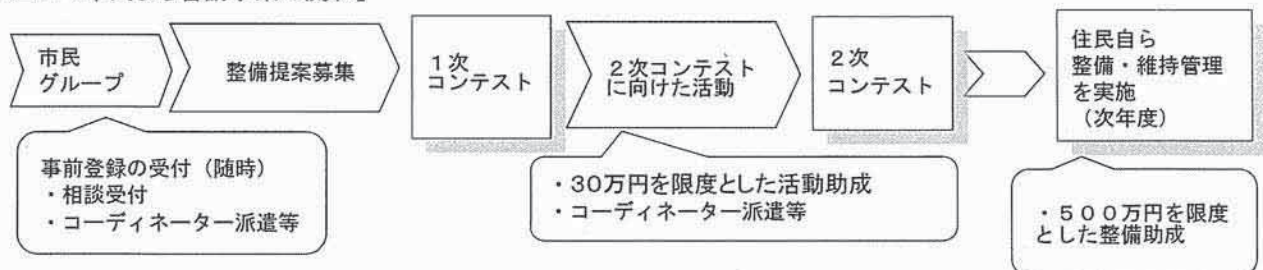 市民
グループ
整備提案募集
1次
コンテスト
2次コンテスト
に向けた活動
2次
コンテスト
住民自ら
整備・維持管理
を実施
（次年度）
事前登録の受付（随時）
・相談受付
・コーディネーター派遣等
・30万円を限度とした活動助成
・コーディネーター派遣等
・５００万円を限度
とした整備助成